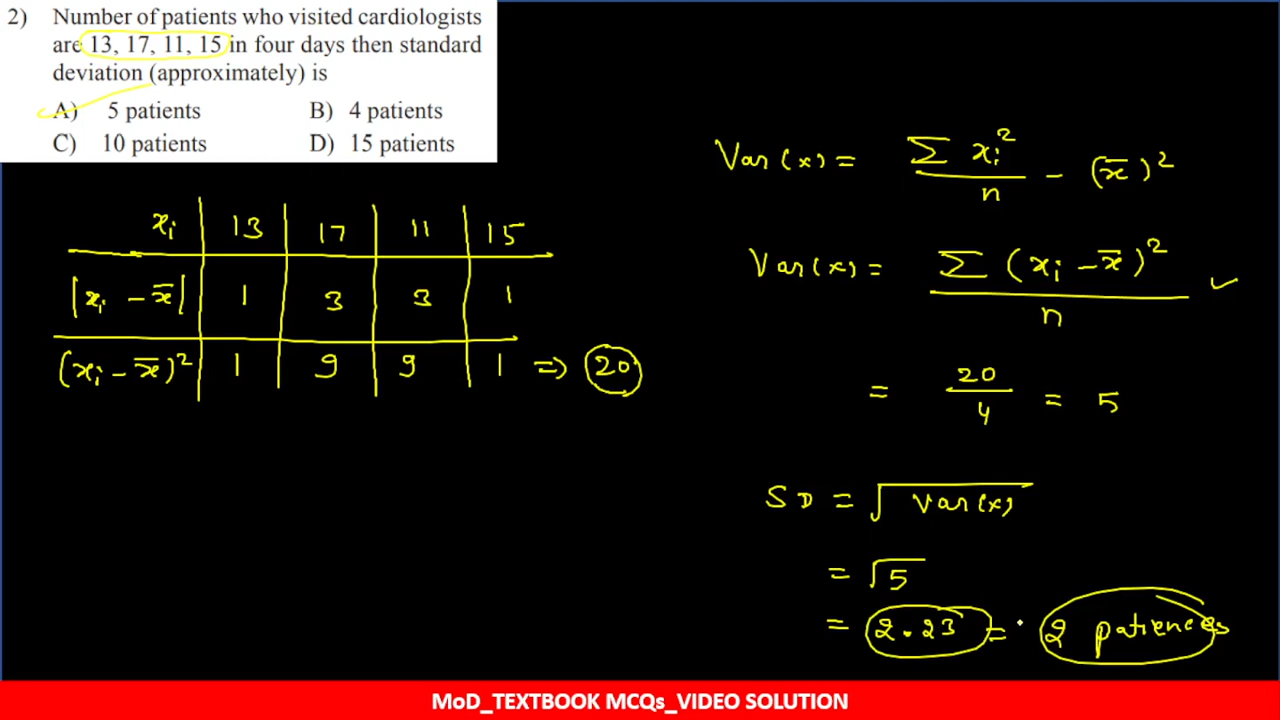 2) Number of patients who visited cardiologists
are 13, 17, 11, 15 in four days then standard
deviation (approximately) is
A) 5 patients B) 4 patients
C) 10 patients D) 15 patients
xᵢ 13 17 11 15
|xᵢ - x̅| 1 3 3 1
(xᵢ - x̅)² 1 9 9 1 => 20
Var(x) = Σ xᵢ² / n - (x̅)²
Var(x) = Σ (xᵢ - x̅)² / n ✓
= 20 / 4 = 5
SD = √Var(x)
= √5
= 2.23 = 2 patiences
MoD_TEXTBOOK MCQs_VIDEO SOLUTION